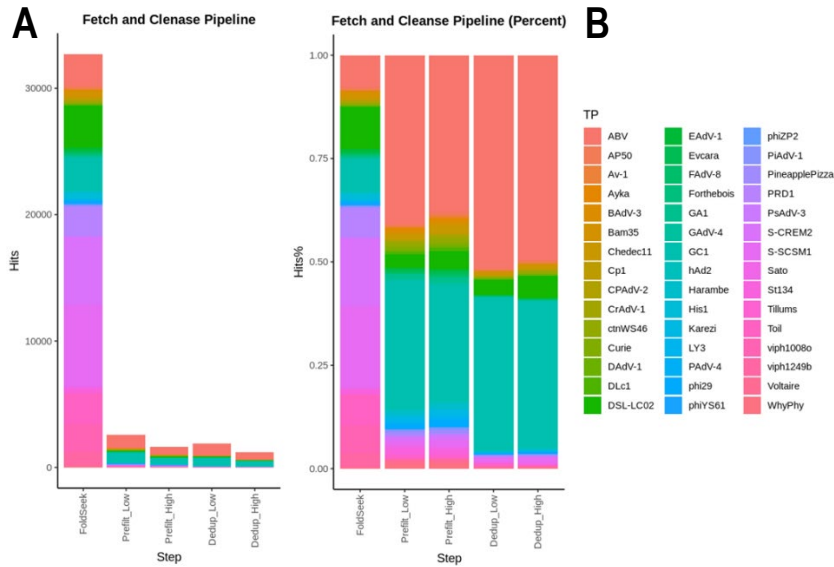 A
Fetch and Clenase Pipeline
Hits
30000
20000
10000
0
FoldSeek
Prefilt_Low
Prefilt_High
Dedup_Low
Dedup_High
Step
Fetch and Cleanse Pipeline (Percent)
Hits%
1.00
0.75
0.50
0.25
0.00
FoldSeek
Prefilt_Low
Prefilt_High
Dedup_Low
Dedup_High
Step
B
TP
ABV
AP50
Av-1
Ayka
BAdV-3
Bam35
Chedec11
Cp1
CPAdV-2
CrAdV-1
ctnWS46
Curie
DAdV-1
DLc1
DSL-LC02
EAdV-1
Evcara
FAdV-8
Forthebois
GA1
GAdV-4
GC1
hAd2
Harambe
His1
Karezi
LY3
PAdV-4
phi29
phiYS61
phiZP2
PiAdV-1
PineapplePizza
PRD1
PsAdV-3
S-CREM2
S-SCSM1
Sato
St134
Tillums
Toil
viph1008o
viph1249b
Voltaire
WhyPhy